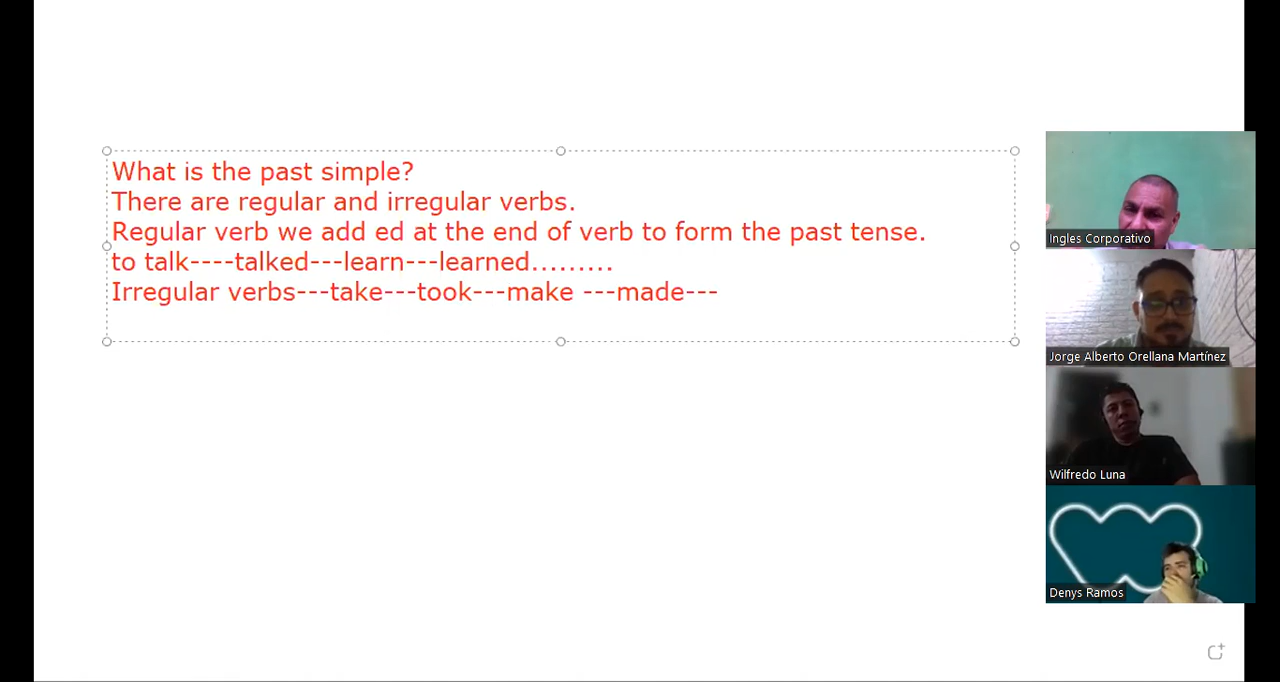 What is the past simple?
There are regular and irregular verbs.
Regular verb we add ed at the end of verb to form the past tense.
to talk----talked---learn---learned.........
Irregular verbs---take---took---make ---made---
Ingles Corporativo
Jorge Alberto Orellana Martínez
Wilfredo Luna
Denys Ramos